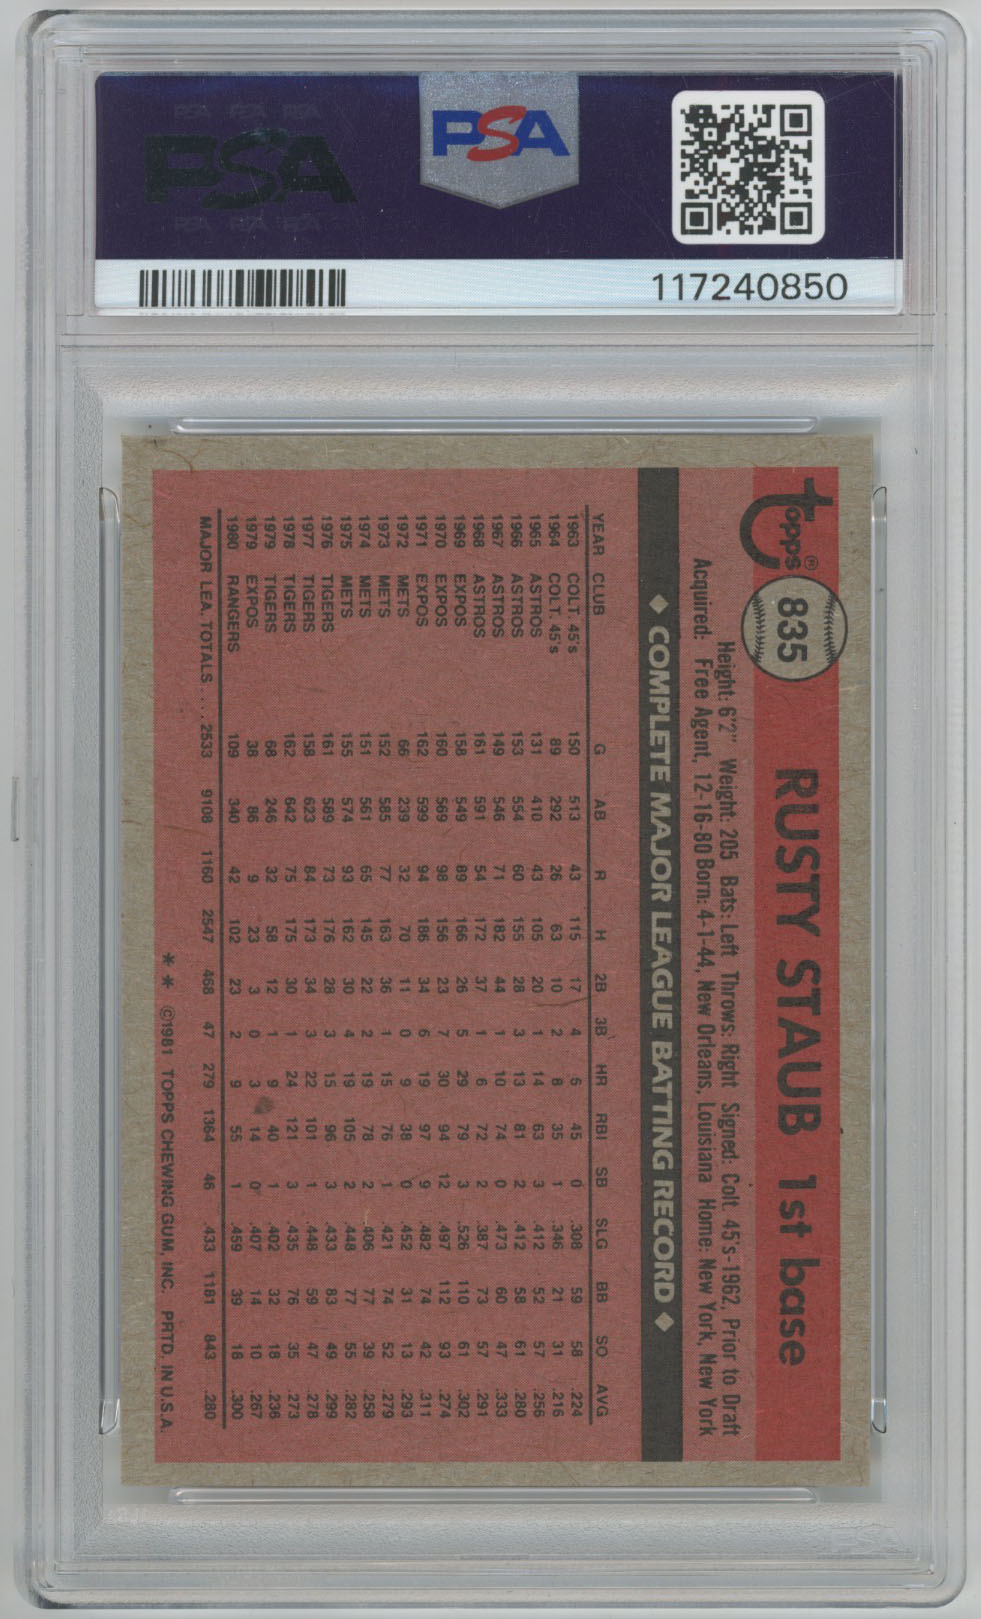 PSA PSA PSA
PSA
PSA PSA PSA
PSA
117240850
Topps®
835 RUSTY STAUB 1st base
Height: 6'2" Weight: 205 Bats: Left Throws: Right Signed: Colt. 45's-1962, Prior to Draft
Acquired: Free Agent, 12-16-80 Born: 4-1-44, New Orleans, Louisiana Home: New York, New York
◆ COMPLETE MAJOR LEAGUE BATTING RECORD ◆
YEAR CLUB G AB R H 2B 3B HR RBI SB SLG BB SO AVG
1963 COLT. 45's 150 513 43 115 17 4 6 45 0 .308 59 58 .224
1964 COLT. 45's 89 292 26 63 10 2 8 35 1 .346 21 31 .216
1965 ASTROS 131 410 43 105 20 1 14 63 3 .412 52 57 .256
1966 ASTROS 153 554 60 155 28 3 13 81 2 .412 58 61 .280
1967 ASTROS 149 546 71 182 44 1 10 74 0 .473 60 47 .333
1968 ASTROS 161 591 54 172 37 1 6 72 2 .387 73 57 .291
1969 EXPOS 158 549 89 166 26 5 29 79 3 .526 110 61 .302
1970 EXPOS 160 569 98 156 23 7 30 94 12 .497 112 93 .274
1971 EXPOS 162 599 94 186 34 6 19 97 9 .482 74 42 .311
1972 METS 66 239 32 70 11 0 9 38 0 .452 31 13 .293
1973 METS 152 585 77 163 36 1 15 76 1 .421 74 52 .279
1974 METS 151 561 65 145 22 2 19 78 2 .406 77 39 .258
1975 METS 155 574 93 162 30 4 19 105 2 .448 77 55 .282
1976 TIGERS 161 589 73 176 28 3 15 96 3 .433 83 49 .299
1977 TIGERS 158 623 84 173 34 3 22 101 1 .448 59 47 .278
1978 TIGERS 162 642 75 175 30 1 24 121 3 .435 76 35 .273
1979 TIGERS 68 246 32 58 12 1 9 40 1 .402 32 18 .236
1979 EXPOS 38 86 9 23 3 0 3 14 0 .407 14 10 .267
1980 RANGERS 109 340 42 102 23 2 9 55 1 .459 39 18 .300
MAJOR LEA. TOTALS.... 2533 9108 1160 2547 468 47 279 1364 46 .433 1181 843 .280
** ©1981 TOPPS CHEWING GUM, INC. PRTD. IN U.S.A.
PSA